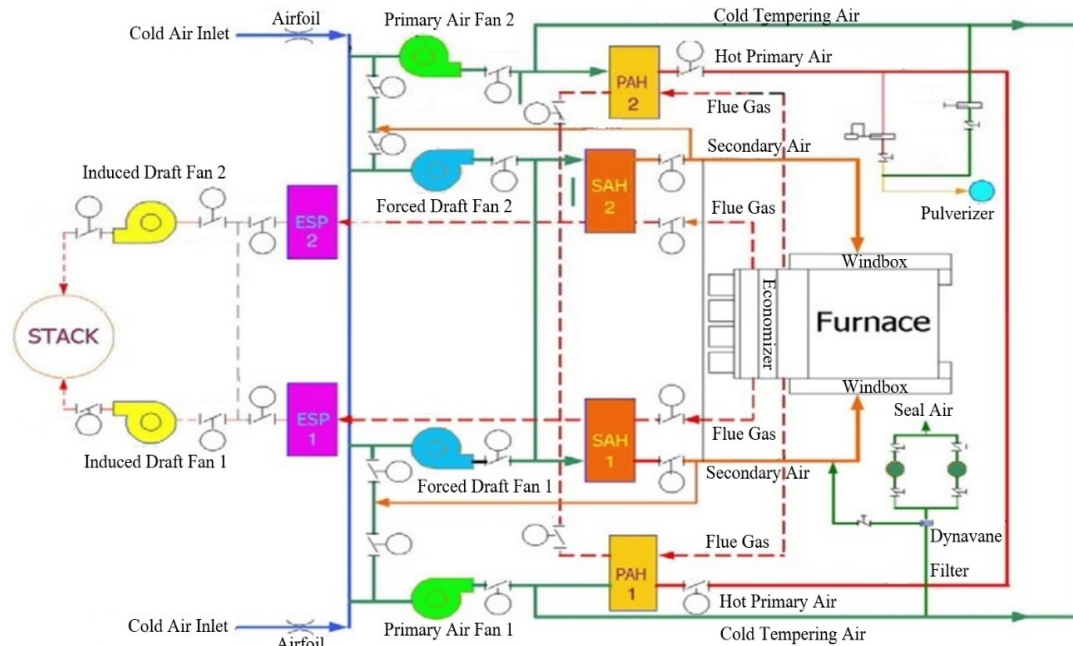 Airfoil
Primary Air Fan 2
Cold Tempering Air
Cold Air Inlet
Hot Primary Air
PAH
2
Flue Gas
Secondary Air
Induced Draft Fan 2
Forced Draft Fan 2
SAH
2
Pulverizer
ESP
2
Flue Gas
Windbox
STACK
Economizer
Furnace
Windbox
ESP
1
SAH
1
Flue Gas
Seal Air
Induced Draft Fan 1
Forced Draft Fan 1
Secondary Air
Dynavane
Flue Gas
Filter
PAH
1
Hot Primary Air
Cold Air Inlet
Primary Air Fan 1
Cold Tempering Air
Airfoil